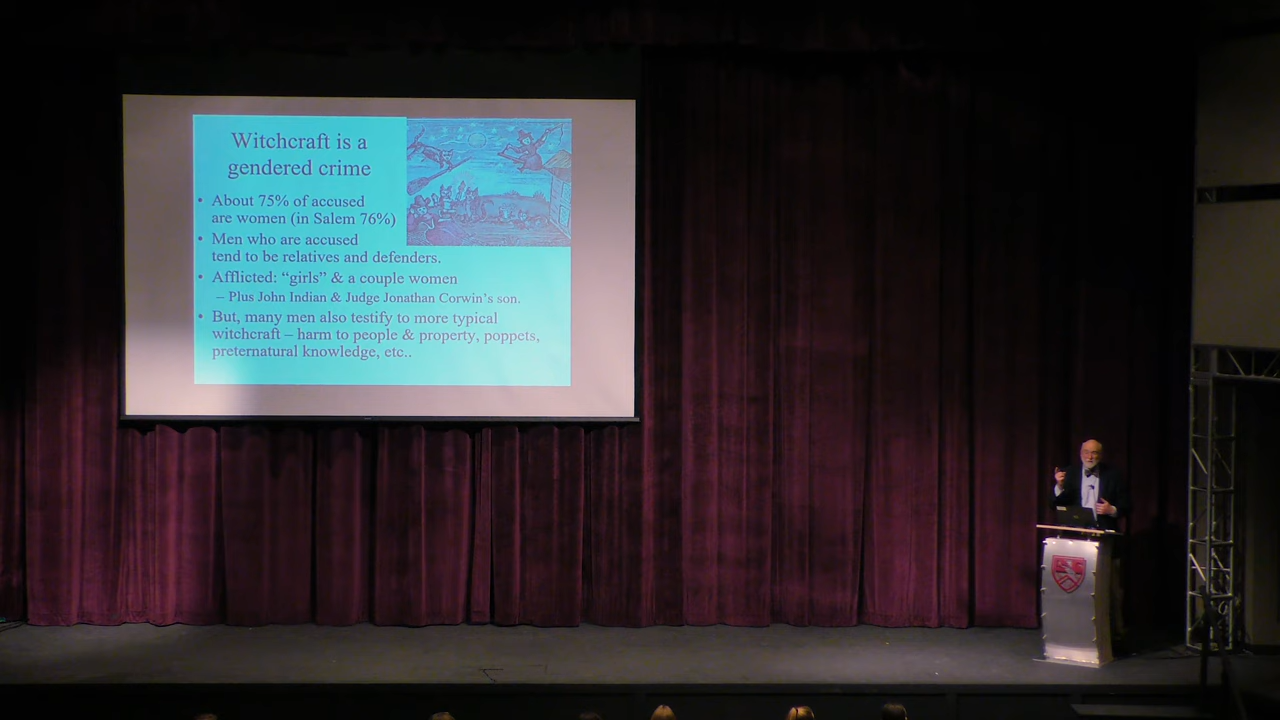 Witchcraft is a
gendered crime
• About 75% of accused
are women (in Salem 76%)
• Men who are accused
tend to be relatives and defenders.
• Afflicted: “girls” & a couple women
– Plus John Indian & Judge Jonathan Corwin’s son.
• But, many men also testify to more typical
witchcraft – harm to people & property, poppets,
preternatural knowledge, etc..